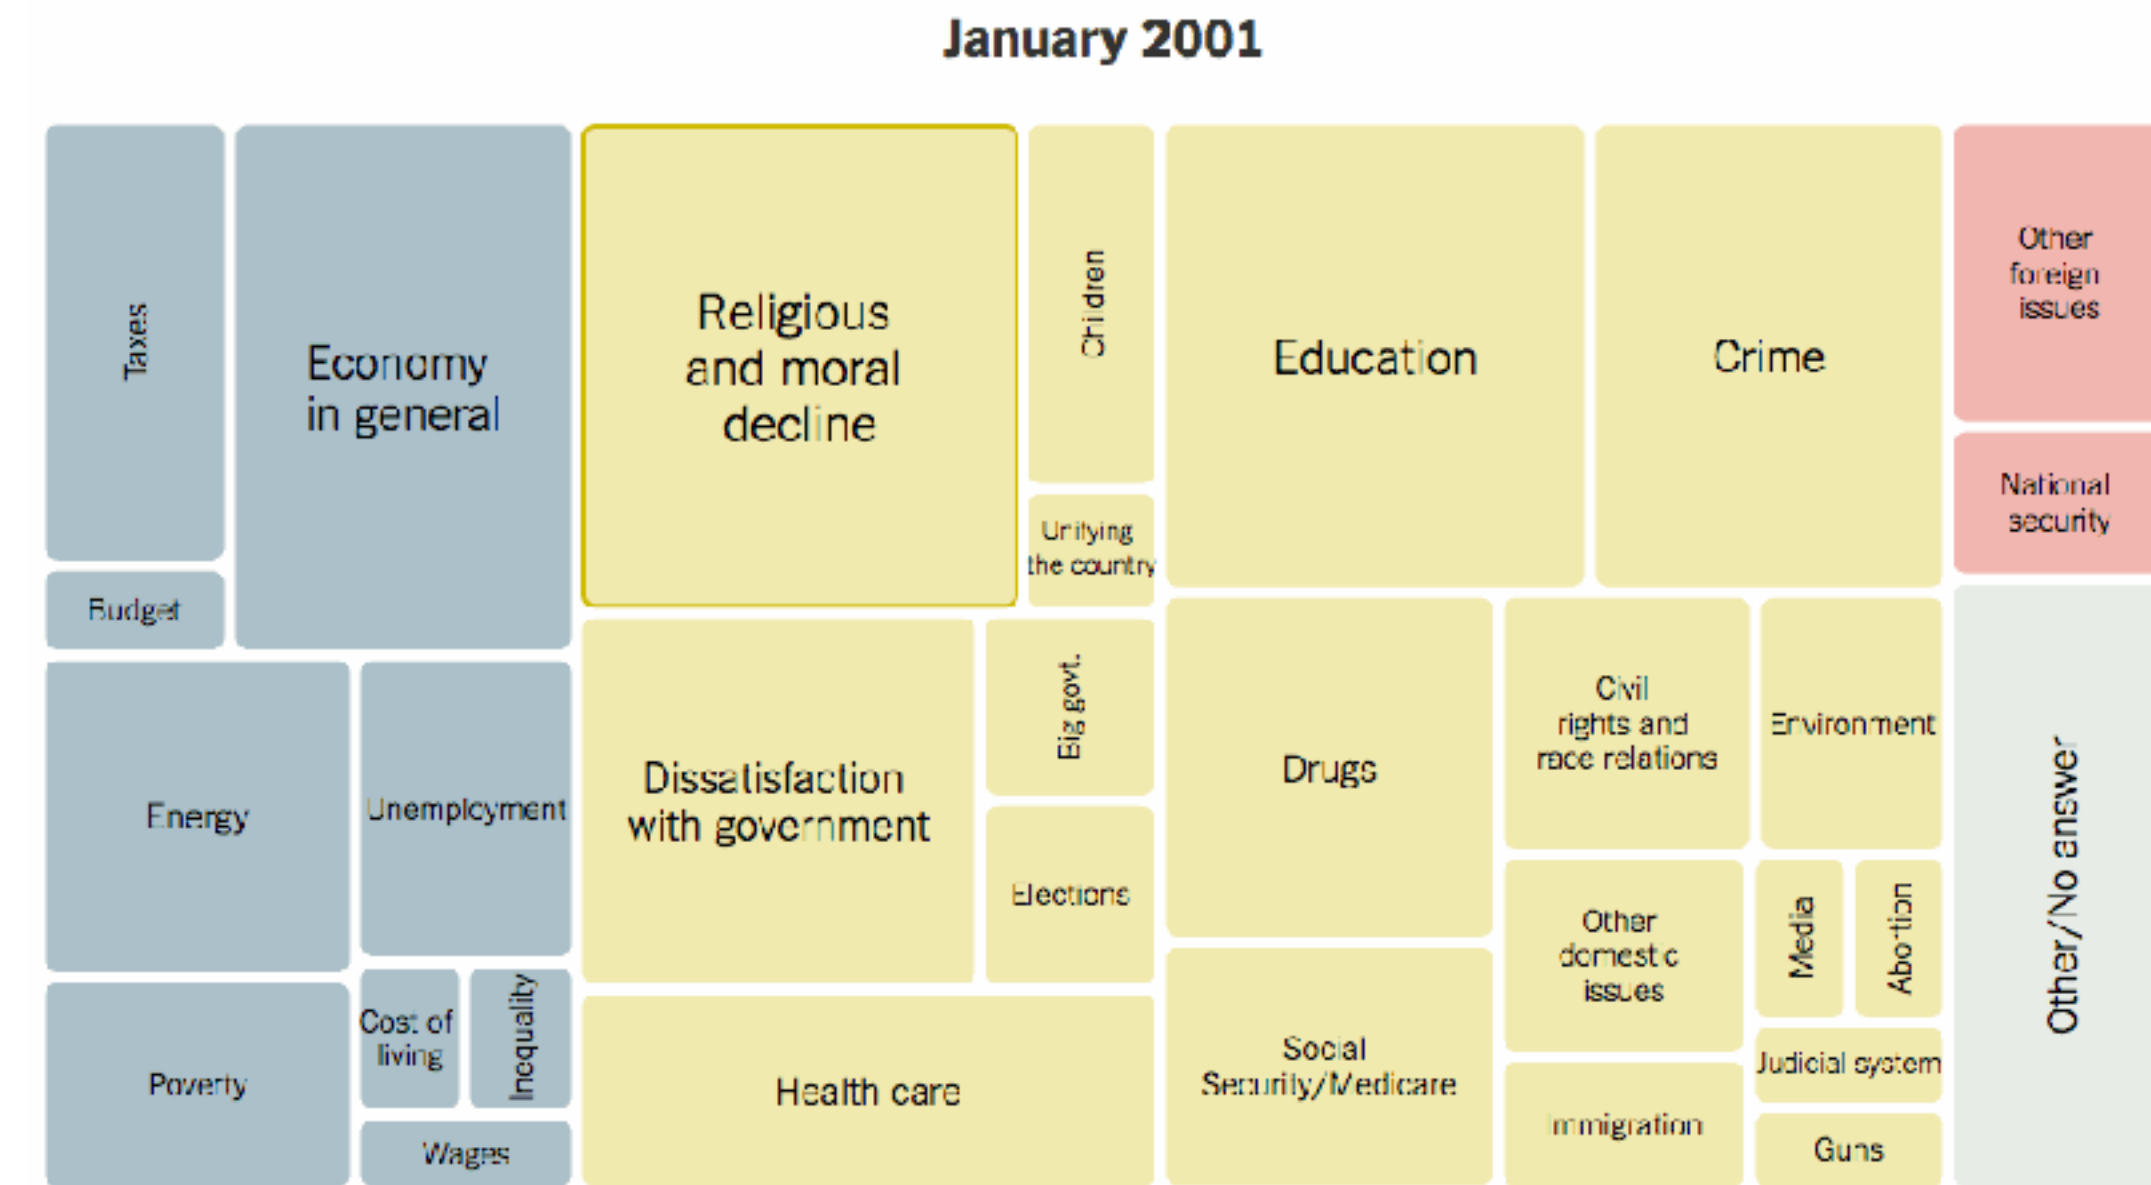 January 2001
Taxes
Economy
in general
Budget
Energy
Unemployment
Poverty
Cost of
living
Inequality
Wages
Religious
and moral
decline
Children
Unifying
the country
Dissatisfaction
with government
Big govt.
Elections
Health care
Education
Crime
Drugs
Civil
rights and
race relations
Environment
Social
Security/Medicare
Other
domestic
issues
Media
Abortion
Judicial system
Immigration
Guns
Other
foreign
issues
National
security
Other/No answer